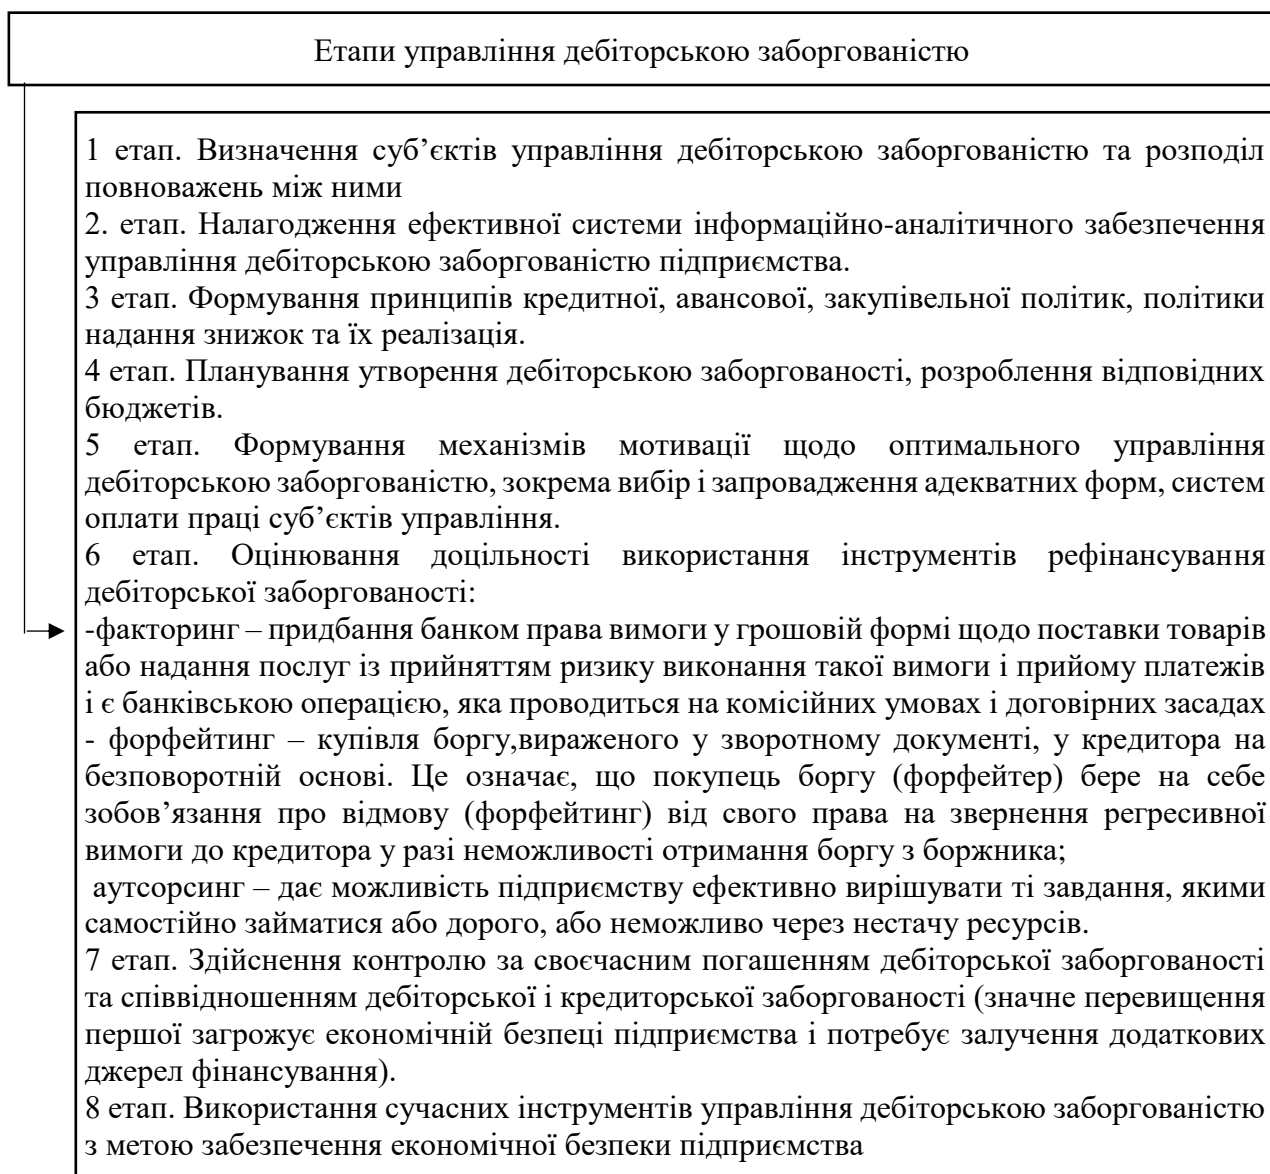 Етапи управління дебіторською заборгованістю
1 етап. Визначення суб’єктів управління дебіторською заборгованістю та розподіл
повноважень між ними
2. етап. Налагодження ефективної системи інформаційно-аналітичного забезпечення
управління дебіторською заборгованістю підприємства.
3 етап. Формування принципів кредитної, авансової, закупівельної політик, політики
надання знижок та їх реалізація.
4 етап. Планування утворення дебіторською заборгованості, розроблення відповідних
бюджетів.
5 етап. Формування механізмів мотивації щодо оптимального управління
дебіторською заборгованістю, зокрема вибір і запровадження адекватних форм, систем
оплати праці суб’єктів управління.
6 етап. Оцінювання доцільності використання інструментів рефінансування
дебіторської заборгованості:
-факторинг – придбання банком права вимоги у грошовій формі щодо поставки товарів
або надання послуг із прийняттям ризику виконання такої вимоги і прийому платежів
і є банківською операцією, яка проводиться на комісійних умовах і договірних засадах
- форфейтинг – купівля боргу,вираженого у зворотному документі, у кредитора на
безповоротній основі. Це означає, що покупець боргу (форфейтер) бере на себе
зобов’язання про відмову (форфейтинг) від свого права на звернення регресивної
вимоги до кредитора у разі неможливості отримання боргу з боржника;
аутсорсинг – дає можливість підприємству ефективно вирішувати ті завдання, якими
самостійно займатися або дорого, або неможливо через нестачу ресурсів.
7 етап. Здійснення контролю за своєчасним погашенням дебіторської заборгованості
та співвідношенням дебіторської і кредиторської заборгованості (значне перевищення
першої загрожує економічній безпеці підприємства і потребує залучення додаткових
джерел фінансування).
8 етап. Використання сучасних інструментів управління дебіторською заборгованістю
з метою забезпечення економічної безпеки підприємства